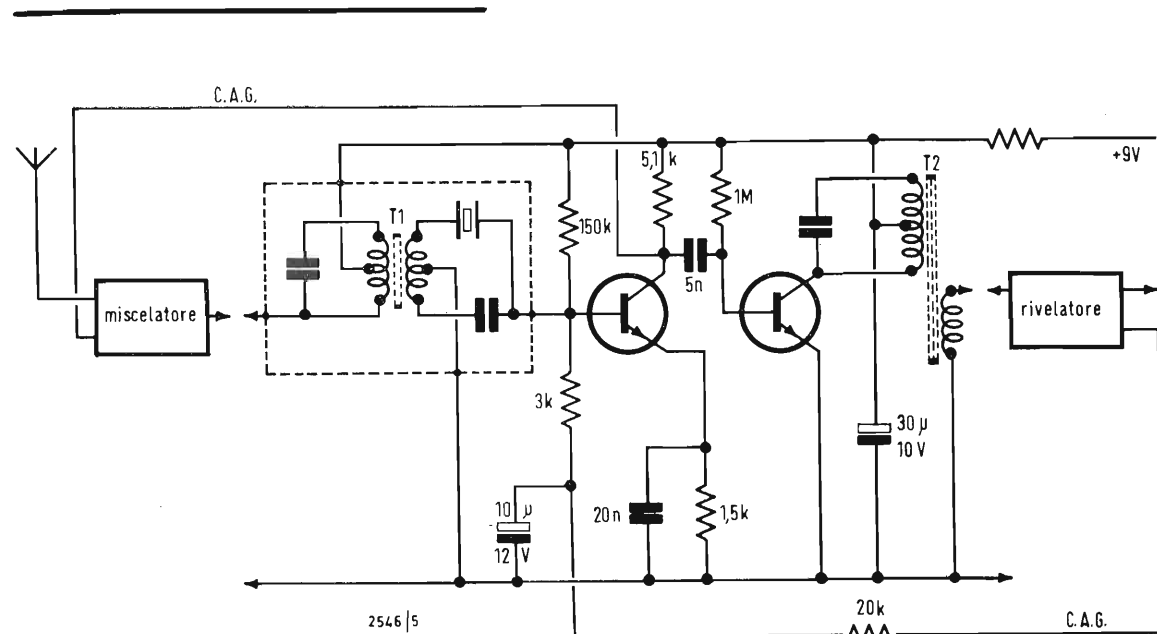 C.A.G.
+9V
5,1k
T2
1M
T1
150k
5n
miscelatore
rivelatore
3k
30 µ
10 V
10 µ
12 V
20n
1,5k
2546/5
20k
C.A.G.